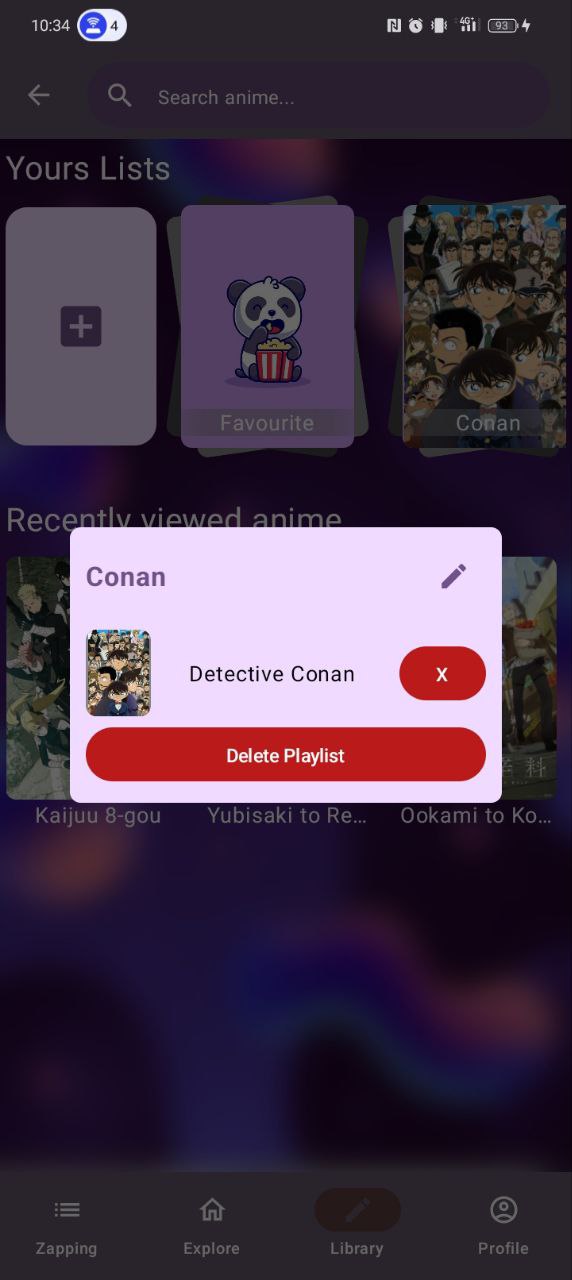 10:34
4
4G+
93
Search anime...
Yours Lists
Favourite
Conan
Recently viewed anime
Conan
Detective Conan
X
Delete Playlist
Kaijuu 8-gou
Yubisaki to Re...
Ookami to Ko...
Zapping
Explore
Library
Profile